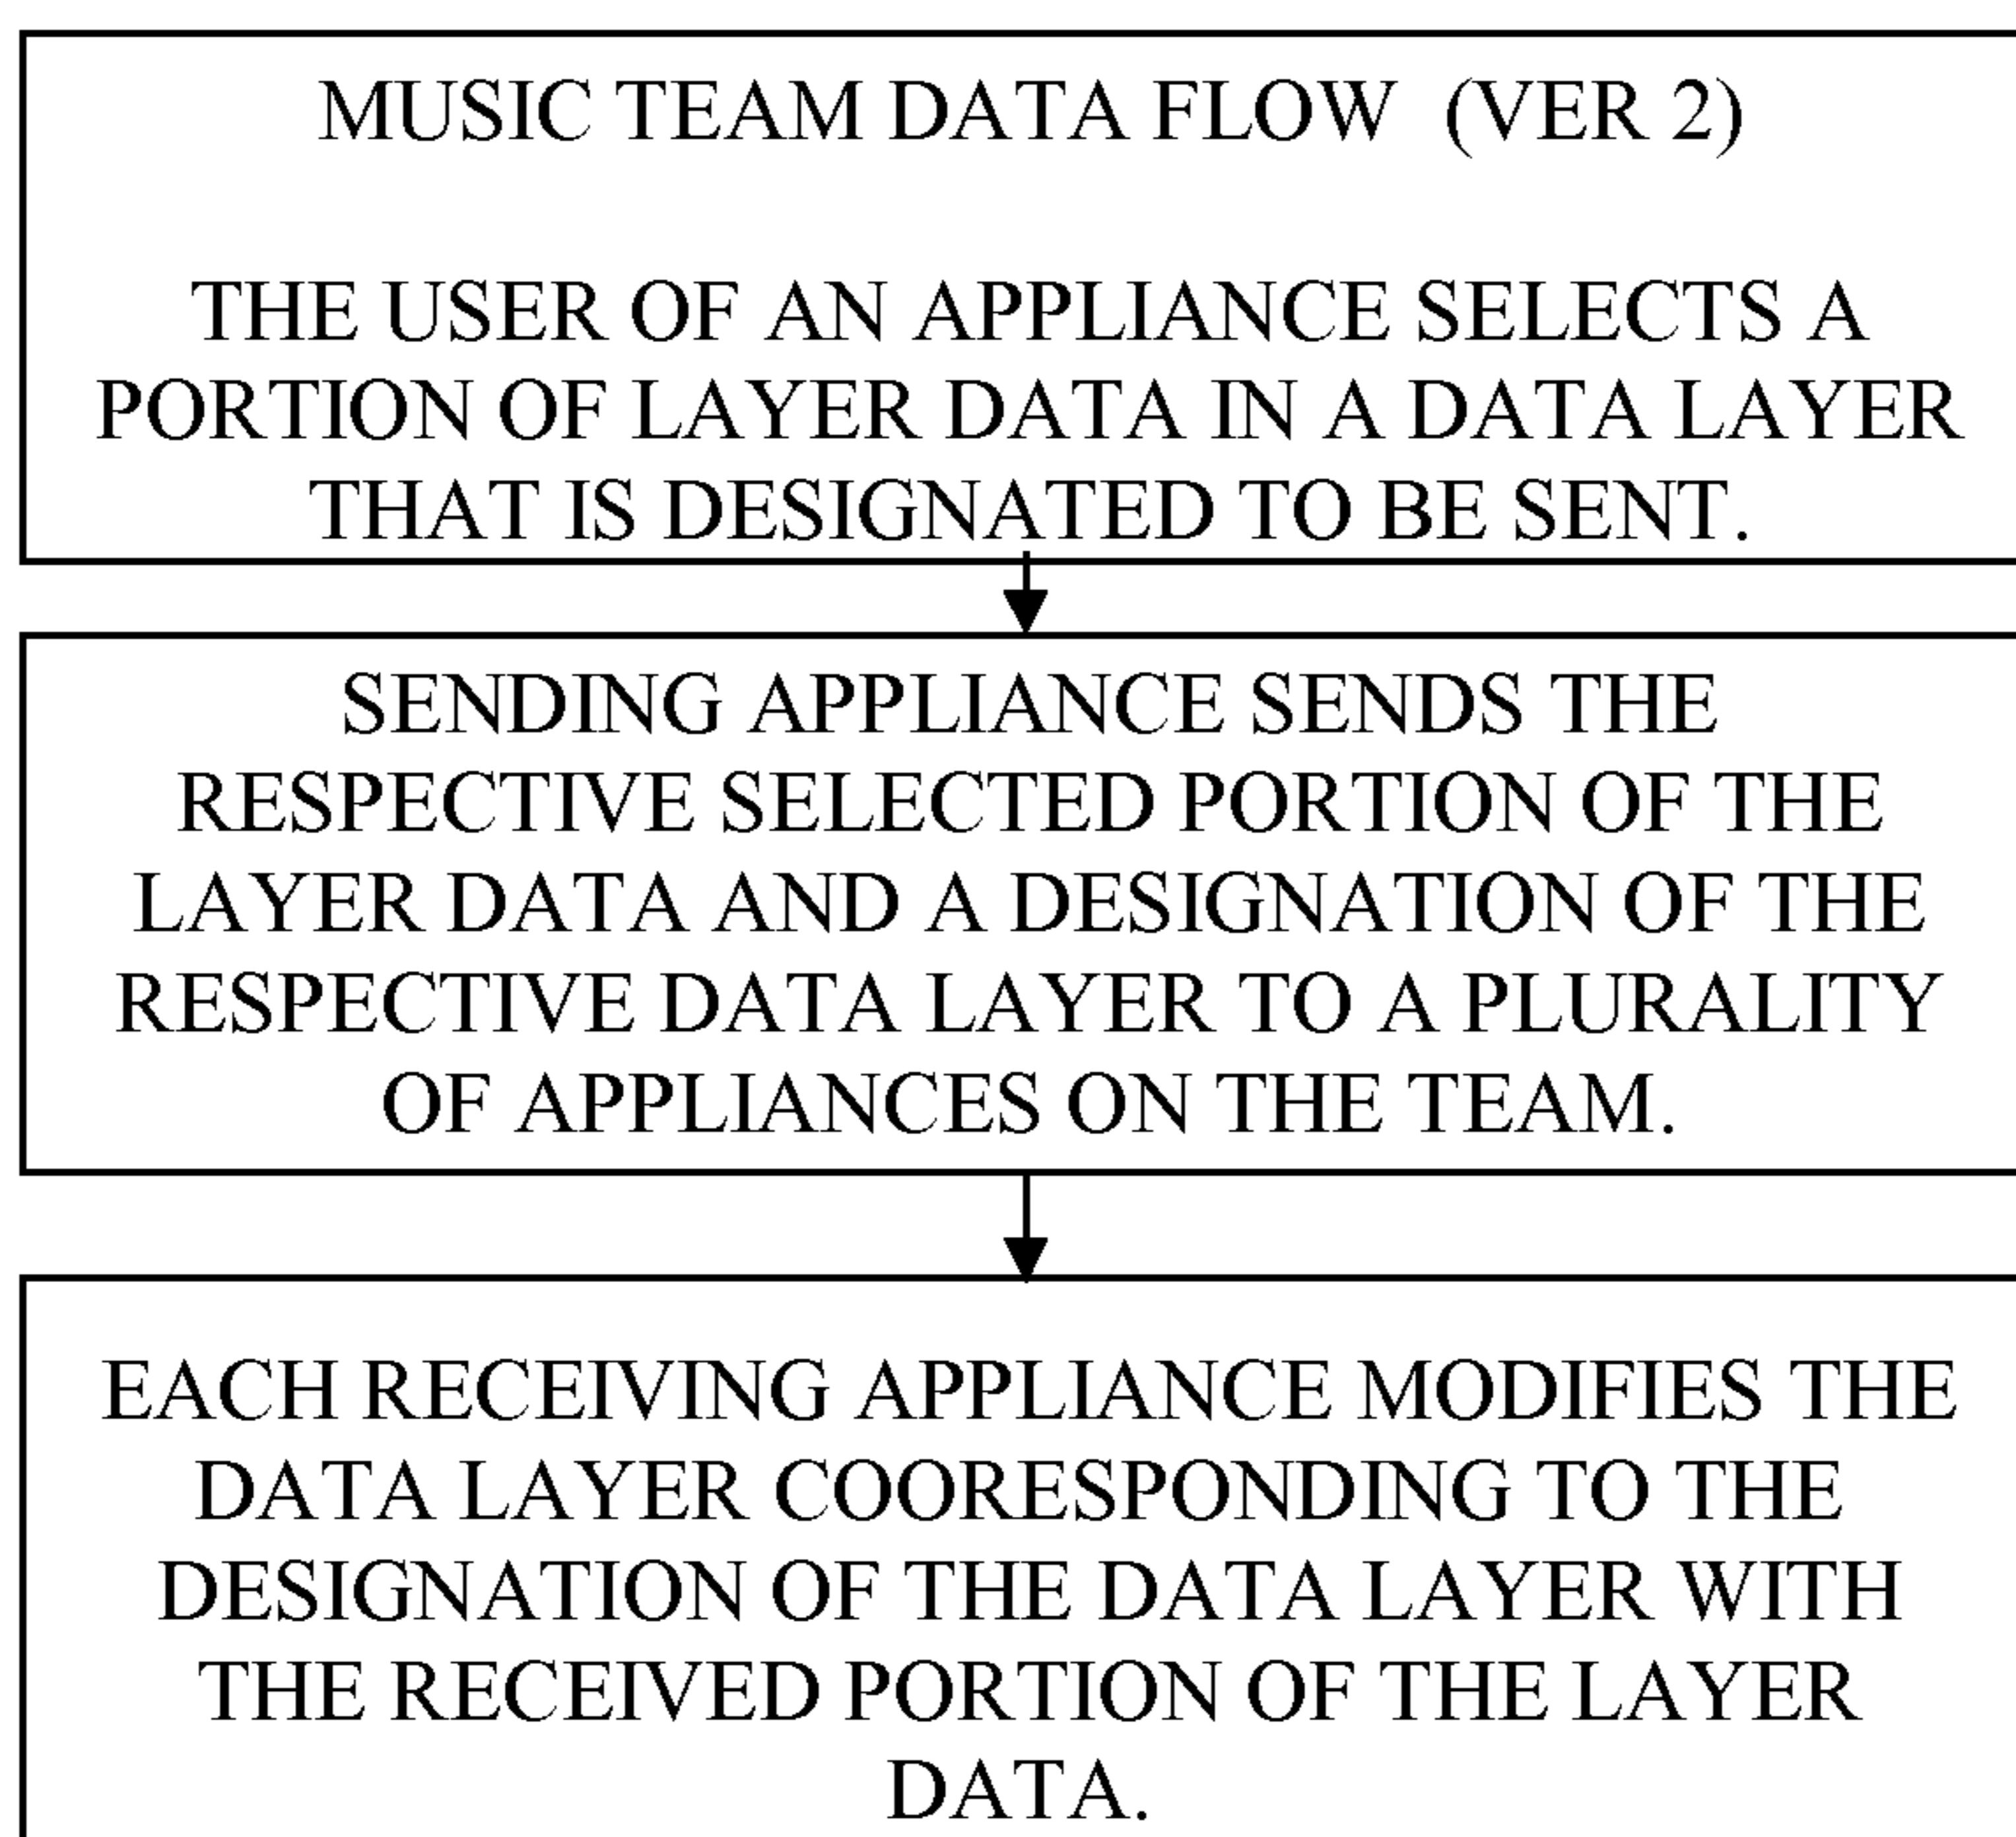 MUSIC TEAM DATA FLOW (VER 2)
THE USER OF AN APPLIANCE SELECTS A
PORTION OF LAYER DATA IN A DATA LAYER
THAT IS DESIGNATED TO BE SENT.
SENDING APPLIANCE SENDS THE
RESPECTIVE SELECTED PORTION OF THE
LAYER DATA AND A DESIGNATION OF THE
RESPECTIVE DATA LAYER TO A PLURALITY
OF APPLIANCES ON THE TEAM.
EACH RECEIVING APPLIANCE MODIFIES THE
DATA LAYER COORESPONDING TO THE
DESIGNATION OF THE DATA LAYER WITH
THE RECEIVED PORTION OF THE LAYER
DATA.